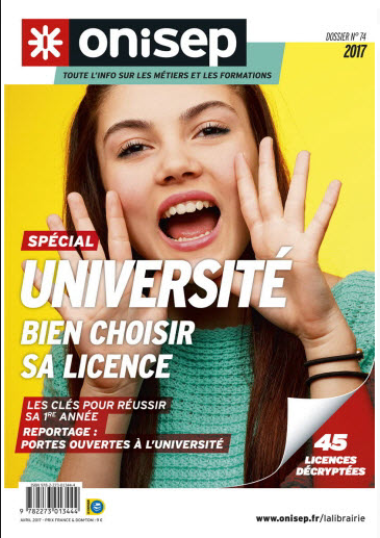 onisep
TOUTE L'INFO SUR LES MÉTIERS ET LES FORMATIONS
DOSSIER N° 74
2017
SPÉCIAL
UNIVERSITÉ
BIEN CHOISIR
SA LICENCE
LES CLÉS POUR RÉUSSIR
SA 1RE ANNÉE
REPORTAGE :
PORTES OUVERTES À L'UNIVERSITÉ
45
LICENCES
DÉCRYPTÉES
9 782273 013444
www.onisep.fr/lalibrairie